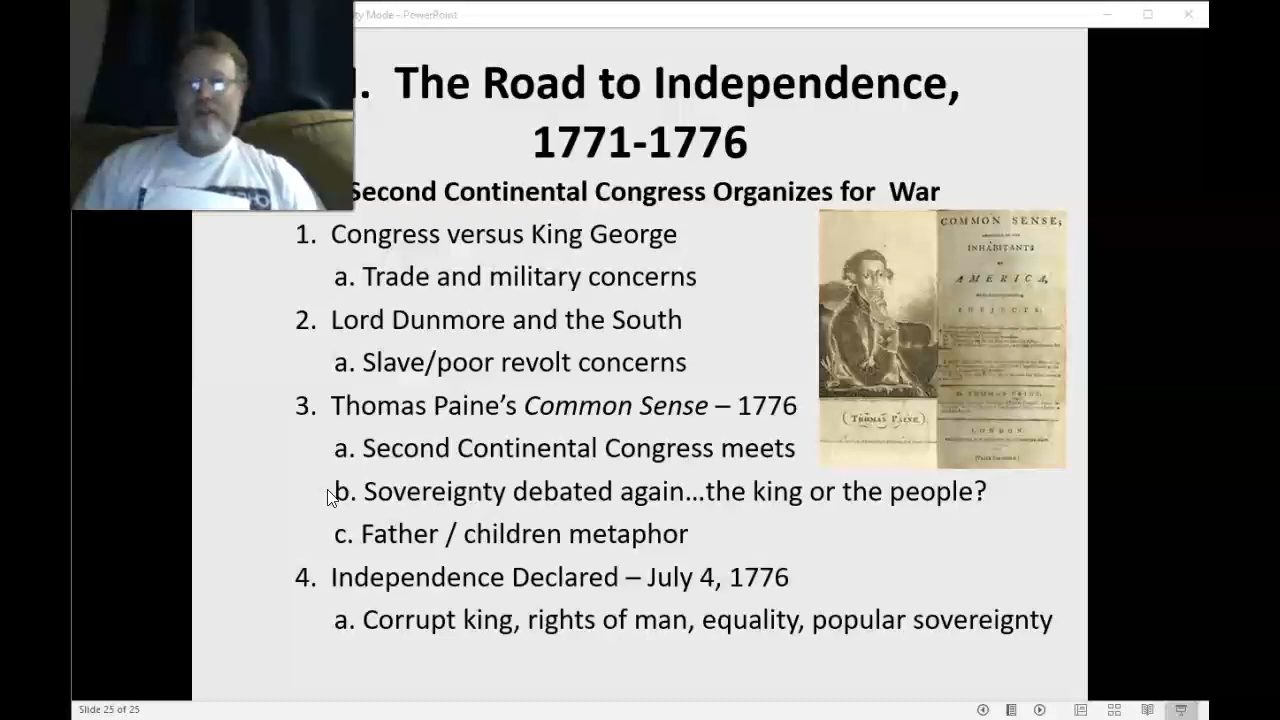 ity Mode - PowerPoint
. The Road to Independence,
1771-1776
Second Continental Congress Organizes for War
1. Congress versus King George
a. Trade and military concerns
2. Lord Dunmore and the South
a. Slave/poor revolt concerns
3. Thomas Paine's Common Sense – 1776
a. Second Continental Congress meets
b. Sovereignty debated again...the king or the people?
c. Father / children metaphor
4. Independence Declared – July 4, 1776
a. Corrupt king, rights of man, equality, popular sovereignty
COMMON SENSE;
INHABITANTS
AMERICA,
(THOMAS PAINE.)
LONDON
Slide 25 of 25